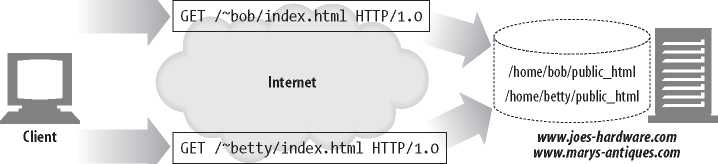 GET /~bob/index.html HTTP/1.0
Internet
/home/bob/public_html
/home/betty/public_html
Client
GET /~betty/index.html HTTP/1.0
www.joes-hardware.com
www.marys-antiques.com